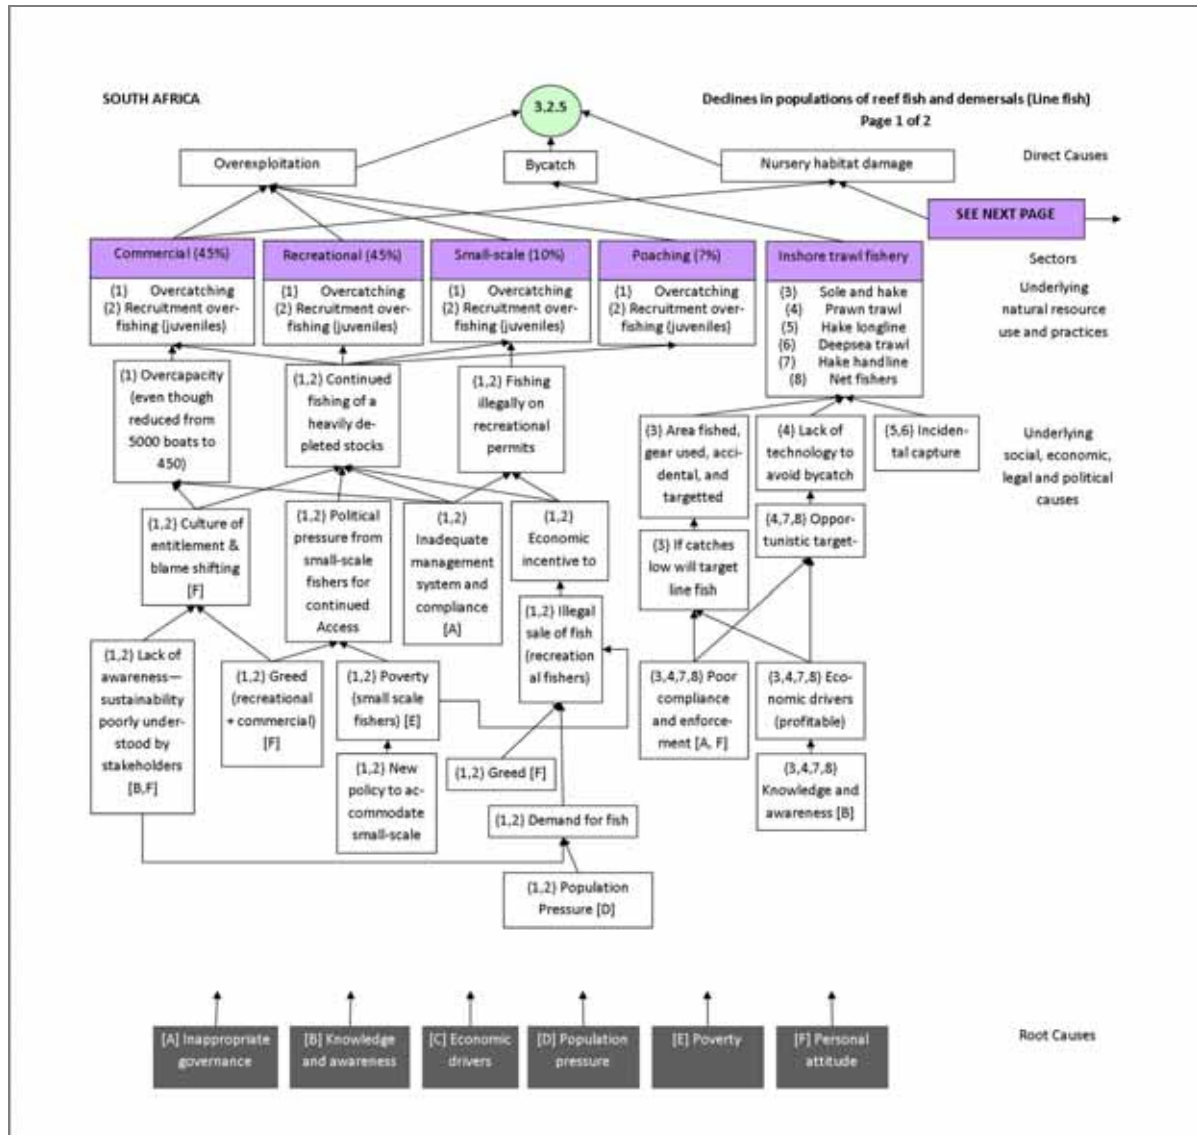 SOUTH AFRICA
3.2.5
Declines in populations of reef fish and demersals (Line fish)
Page 1 of 2
Overexploitation
Bycatch
Nursery habitat damage
Direct Causes
SEE NEXT PAGE
Commercial (45%)
Recreational (45%)
Small-scale (10%)
Poaching (?%)
Inshore trawl fishery
Sectors
(1) Overcatching
(2) Recruitment over-
fishing (juveniles)
(1) Overcatching
(2) Recruitment over-
fishing (juveniles)
(1) Overcatching
(2) Recruitment over-
fishing (juveniles)
(1) Overcatching
(2) Recruitment over-
fishing (juveniles)
(3) Sole and hake
(4) Prawn trawl
(5) Hake longline
(6) Deepsea trawl
(7) Hake handline
(8) Net fishers
Underlying
natural resource
use and practices
(1) Overcapacity
(even though
reduced from
5000 boats to
450)
(1,2) Continued
fishing of a
heavily de-
pleted stocks
(1,2) Fishing
illegally on
recreational
permits
(3) Area fished,
gear used, acci-
dental, and
targetted
(4) Lack of
technology to
avoid bycatch
(5,6) Inciden-
tal capture
Underlying
social, economic,
legal and political
causes
(1,2) Culture of
entitlement &
blame shifting
[F]
(1,2) Political
pressure from
small-scale
fishers for
continued
Access
(1,2)
Inadequate
management
system and
compliance
[A]
(1,2)
Economic
incentive to
(3) If catches
low will target
line fish
(4,7,8) Oppor-
tunistic target-
(1,2) Lack of
awareness—
sustainability
poorly under-
stood by
stakeholders
[B,F]
(1,2) Greed
(recreational
+ commercial)
[F]
(1,2) Poverty
(small scale
fishers) [E]
(1,2) Illegal
sale of fish
(recreation
al fishers)
(3,4,7,8) Poor
compliance
and enforce-
ment [A, F]
(3,4,7,8) Eco-
nomic drivers
(profitable)
(1,2) New
policy to ac-
commodate
small-scale
(1,2) Greed [F]
(3,4,7,8)
Knowledge and
awareness [B]
(1,2) Demand for fish
(1,2) Population
Pressure [D]
[A] Inappropriate
governance
[B] Knowledge
and awareness
[C] Economic
drivers
[D] Population
pressure
[E] Poverty
[F] Personal
attitude
Root Causes